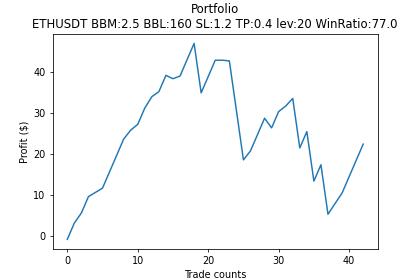 Portfolio
ETHUSDT BBM:2.5 BBL:160 SL:1.2 TP:0.4 lev:20 WinRatio:77.0
Profit ($)
40
30
20
10
0
0
10
20
30
40
Trade counts